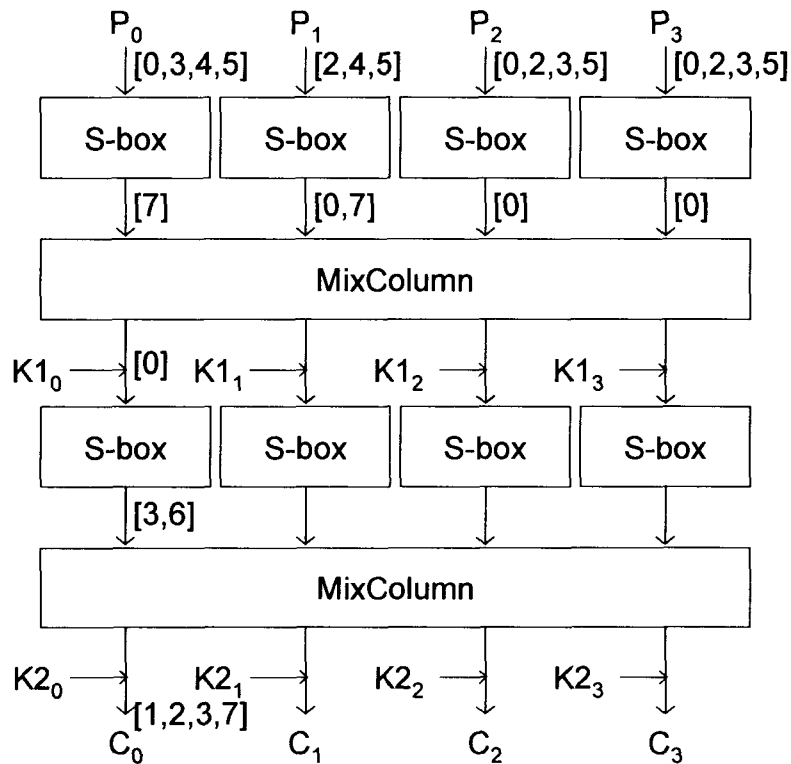 P₀ P₁ P₂ P₃
[0,3,4,5] [2,4,5] [0,2,3,5] [0,2,3,5]
S-box S-box S-box S-box
[7] [0,7] [0] [0]
MixColumn
K1₀ [0] K1₁ K1₂ K1₃
S-box S-box S-box S-box
[3,6]
MixColumn
K2₀ K2₁ K2₂ K2₃
[1,2,3,7]
C₀ C₁ C₂ C₃